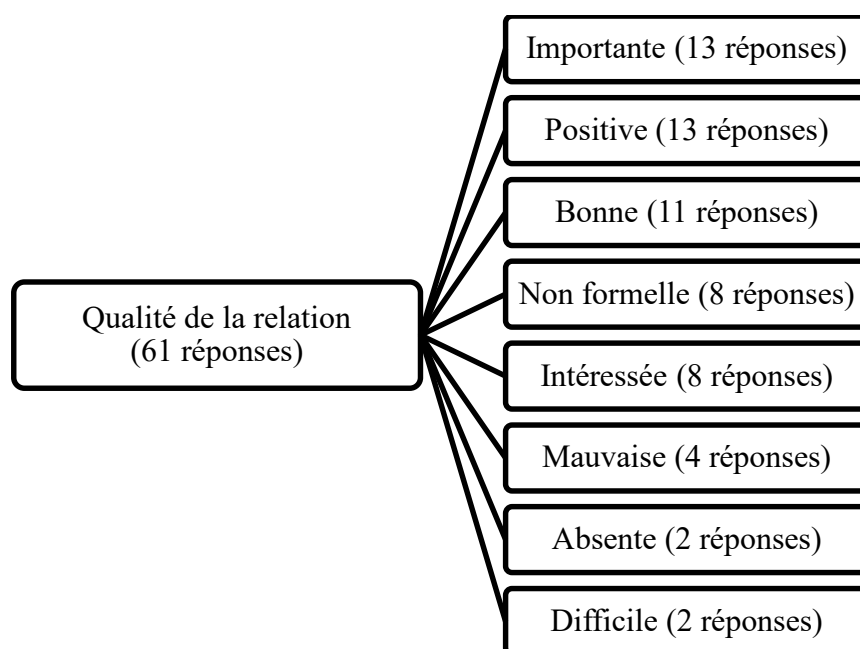 Qualité de la relation
(61 réponses)
Importante (13 réponses)
Positive (13 réponses)
Bonne (11 réponses)
Non formelle (8 réponses)
Intéressée (8 réponses)
Mauvaise (4 réponses)
Absente (2 réponses)
Difficile (2 réponses)